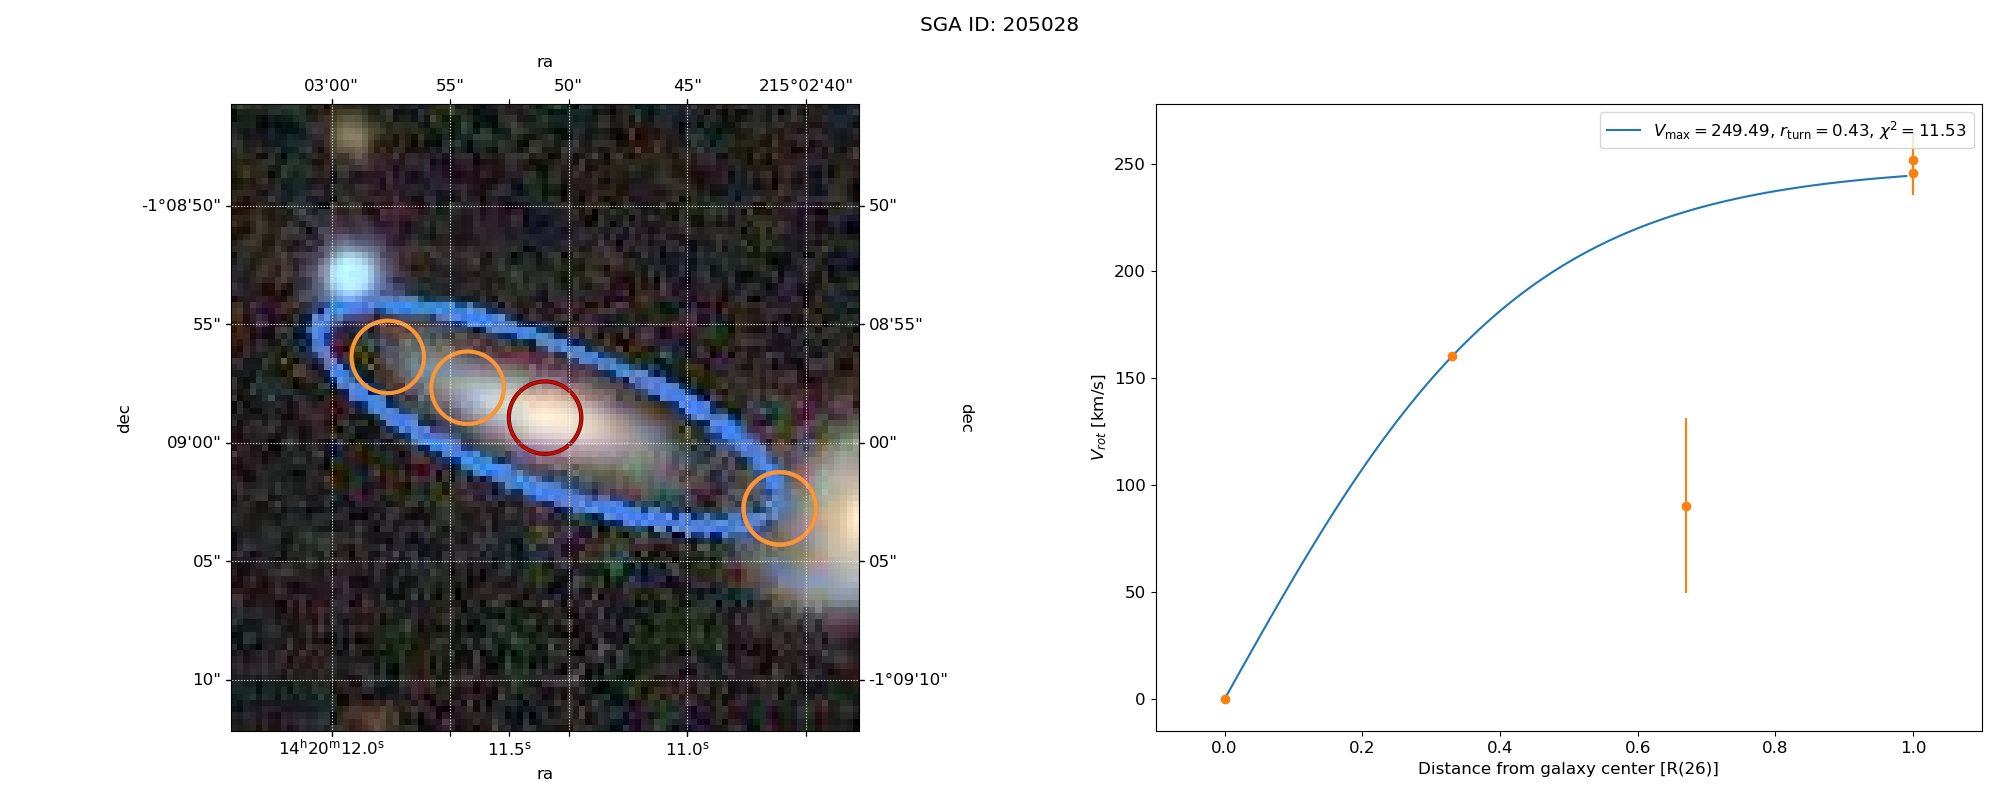 SGA ID: 205028
ra
03'00" 55" 50" 45" 215°02'40"
-1°08'50" 50"
55" 08'55"
dec dec
09'00" 00"
05" 05"
10" -1°09'10"
14ʰ20ᵐ12.0ˢ 11.5ˢ 11.0ˢ
ra
V_max = 249.49, r_turn = 0.43, χ² = 11.53
250
200
150
100
50
0
V_rot [km/s]
0.0 0.2 0.4 0.6 0.8 1.0
Distance from galaxy center [R(26)]